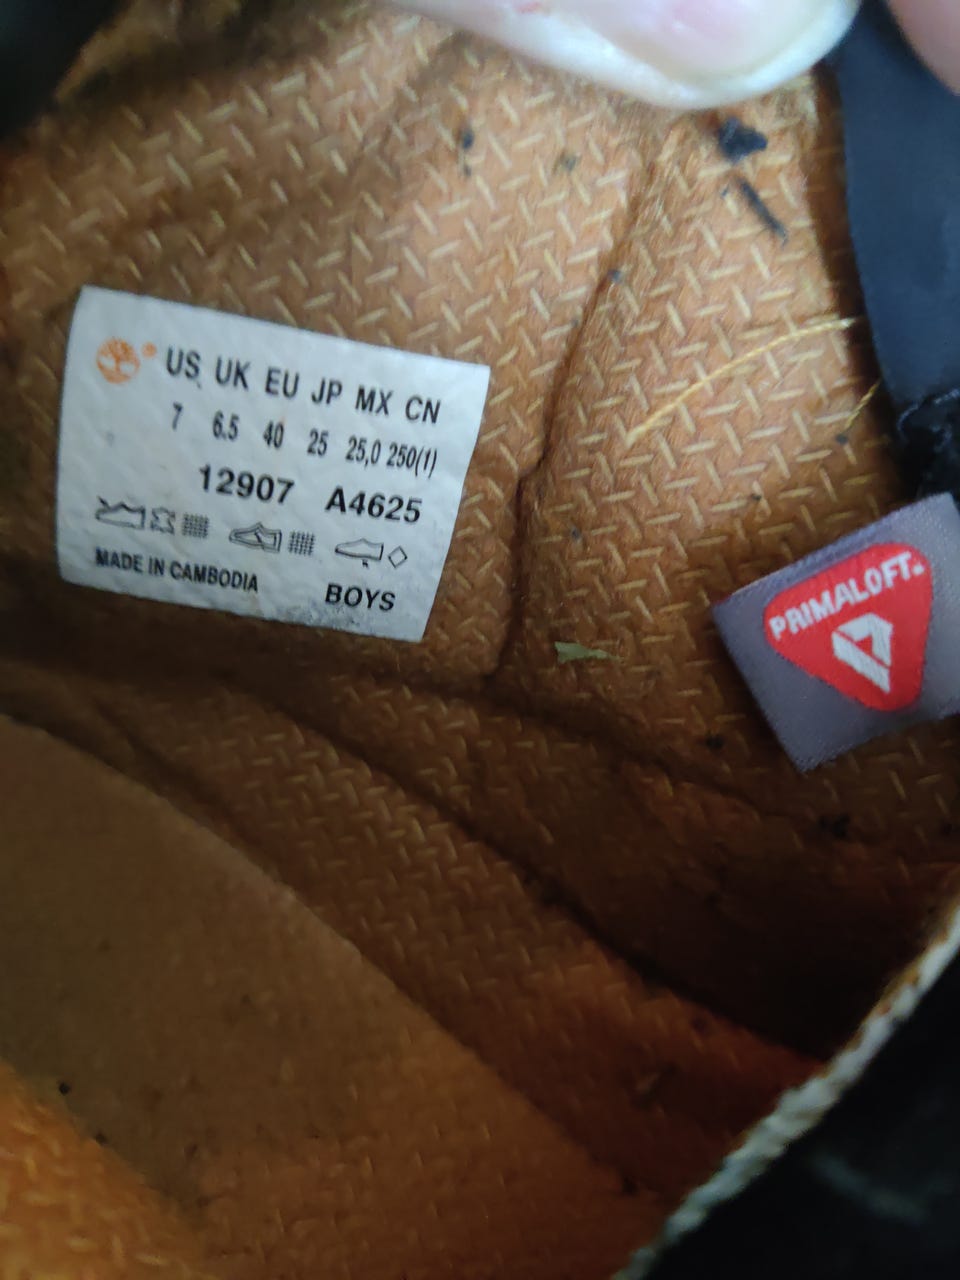 US UK EU JP MX CN
7 6.5 40 25 25,0 250(1)
12907 A4625
MADE IN CAMBODIA BOYS
PRIMALOFT